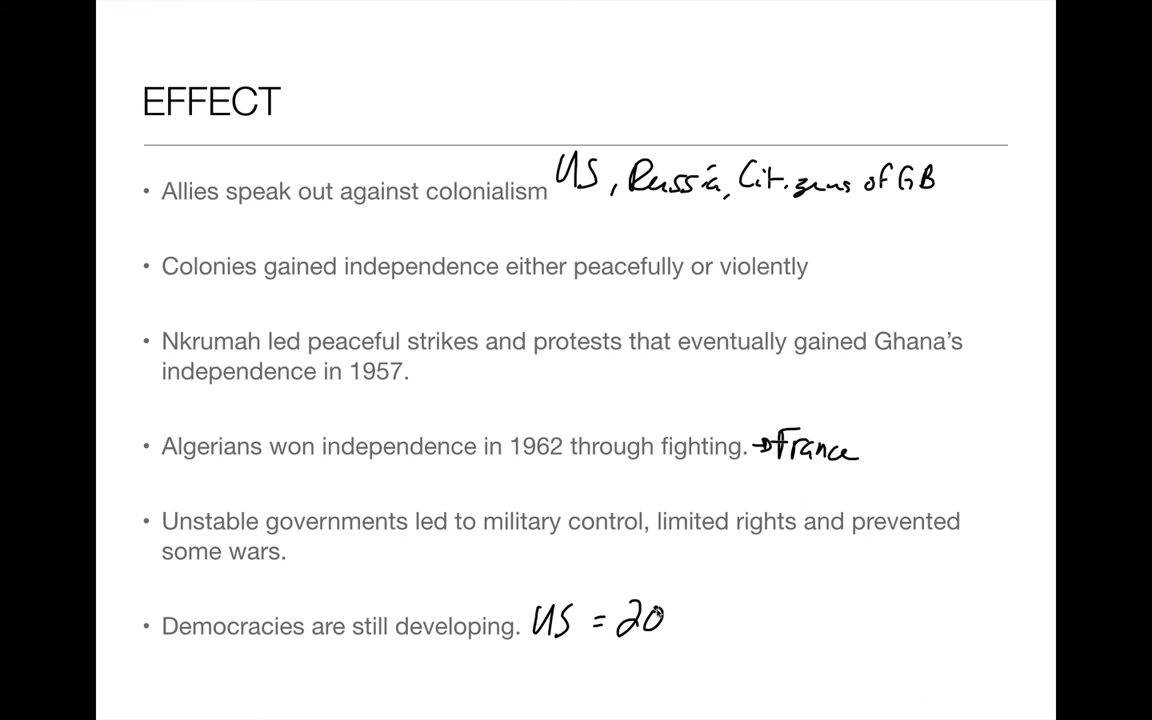 EFFECT
• Allies speak out against colonialism US, Russia, Citizens of GB
• Colonies gained independence either peacefully or violently
• Nkrumah led peaceful strikes and protests that eventually gained Ghana's
independence in 1957.
• Algerians won independence in 1962 through fighting. → France
• Unstable governments led to military control, limited rights and prevented
some wars.
• Democracies are still developing. US = 20